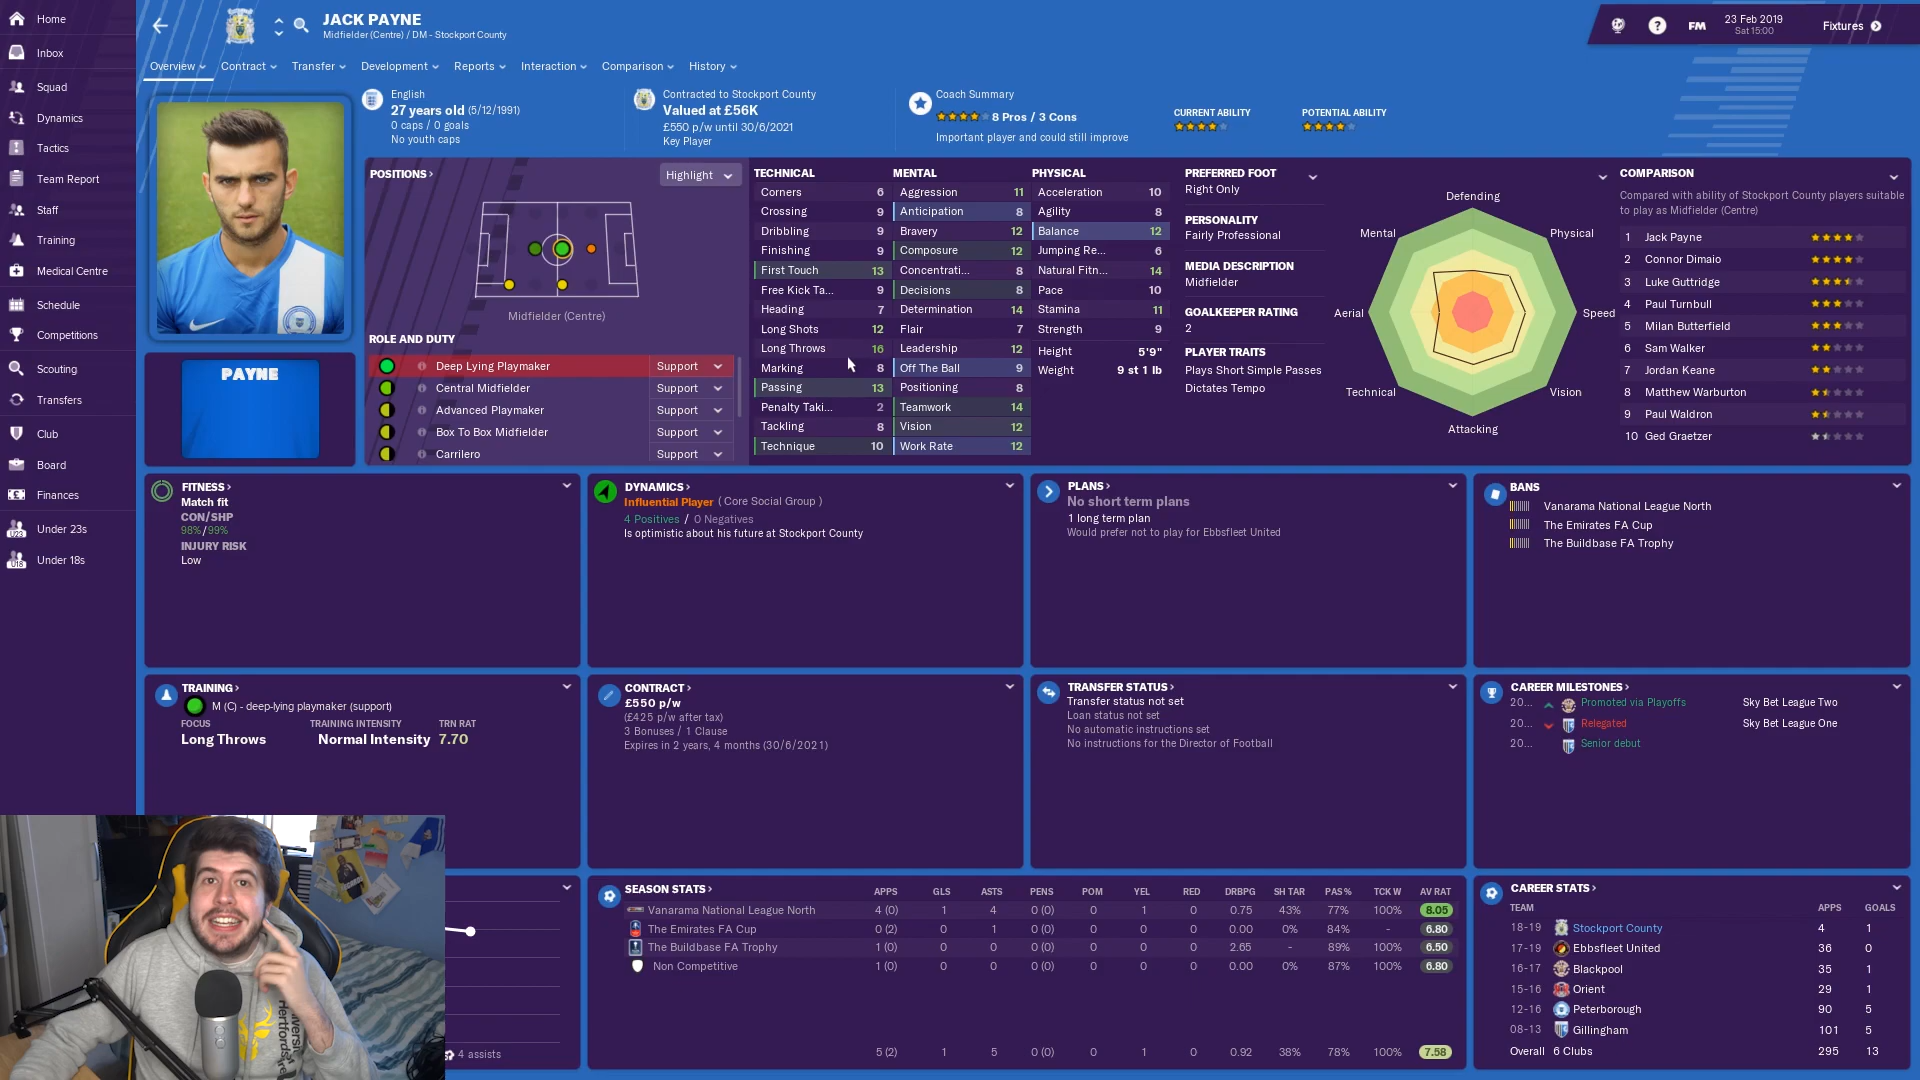 Home
Inbox
Squad
Dynamics
Tactics
Team Report
Staff
Training
Medical Centre
Schedule
Competitions
Scouting
Transfers
Club
Board
Finances
Under 23s
Under 18s
JACK PAYNE
Midfielder (Centre) / DM - Stockport County
FM
23 Feb 2019
Sat 15:00
Fixtures
Overview Contract Transfer Development Reports Interaction Comparison History
English
27 years old (5/12/1991)
0 caps / 0 goals
No youth caps
Contracted to Stockport County
Valued at £56K
£550 p/w until 30/6/2021
Key Player
Coach Summary
8 Pros / 3 Cons
Important player and could still improve
CURRENT ABILITY
POTENTIAL ABILITY
PAYNE
POSITIONS
Highlight
Midfielder (Centre)
ROLE AND DUTY
Deep Lying Playmaker Support
Central Midfielder Support
Advanced Playmaker Support
Box To Box Midfielder Support
Carrilero Support
TECHNICAL
Corners 6
Crossing 9
Dribbling 9
Finishing 9
First Touch 13
Free Kick Ta... 9
Heading 7
Long Shots 12
Long Throws 16
Marking 8
Passing 13
Penalty Taki... 2
Tackling 8
Technique 10
MENTAL
Aggression 11
Anticipation 8
Bravery 12
Composure 12
Concentrati... 8
Decisions 8
Determination 14
Flair 7
Leadership 12
Off The Ball 9
Positioning 8
Teamwork 14
Vision 12
Work Rate 12
PHYSICAL
Acceleration 10
Agility 8
Balance 12
Jumping Re... 6
Natural Fitn... 14
Pace 10
Stamina 11
Strength 9
Height 5'9"
Weight 9 st 1 lb
PREFERRED FOOT
Right Only
PERSONALITY
Fairly Professional
MEDIA DESCRIPTION
Midfielder
GOALKEEPER RATING
2
PLAYER TRAITS
Plays Short Simple Passes
Dictates Tempo
Defending
Mental Physical
Aerial Speed
Technical Vision
Attacking
COMPARISON
Compared with ability of Stockport County players suitable
to play as Midfielder (Centre)
1 Jack Payne
2 Connor Dimaio
3 Luke Guttridge
4 Paul Turnbull
5 Milan Butterfield
6 Sam Walker
7 Jordan Keane
8 Matthew Warburton
9 Paul Waldron
10 Ged Graetzer
FITNESS
Match fit
CON/SHP
98%/99%
INJURY RISK
Low
DYNAMICS
Influential Player ( Core Social Group )
4 Positives / 0 Negatives
Is optimistic about his future at Stockport County
PLANS
No short term plans
1 long term plan
Would prefer not to play for Ebbsfleet United
BANS
Vanarama National League North
The Emirates FA Cup
The Buildbase FA Trophy
TRAINING
M (C) - deep-lying playmaker (support)
FOCUS TRAINING INTENSITY TRN RAT
Long Throws Normal Intensity 7.70
CONTRACT
£550 p/w
(£425 p/w after tax)
3 Bonuses / 1 Clause
Expires in 2 years, 4 months (30/6/2021)
TRANSFER STATUS
Transfer status not set
Loan status not set
No automatic instructions set
No instructions for the Director of Football
CAREER MILESTONES
20... Promoted via Playoffs Sky Bet League Two
20... Relegated Sky Bet League One
20... Senior debut
4 assists
SEASON STATS APPS GLS ASTS PENS POM YEL RED DRBPG SH TAR PAS % TCK W AV RAT
Vanarama National League North 4 (0) 1 4 0 (0) 0 1 0 0.75 43% 77% 100% 8.05
The Emirates FA Cup 0 (2) 0 1 0 (0) 0 0 0 0.00 0% 84% - 6.80
The Buildbase FA Trophy 1 (0) 0 0 0 (0) 0 0 0 2.65 - 89% 100% 6.50
Non Competitive 1 (0) 0 0 0 (0) 0 0 0 0.00 0% 87% 100% 6.80
5 (2) 1 5 0 (0) 0 1 0 0.92 38% 78% 100% 7.58
CAREER STATS
TEAM APPS GOALS
18-19 Stockport County 4 1
17-19 Ebbsfleet United 36 0
16-17 Blackpool 35 1
15-16 Orient 29 1
12-16 Peterborough 90 5
08-13 Gillingham 101 5
Overall 6 Clubs 295 13